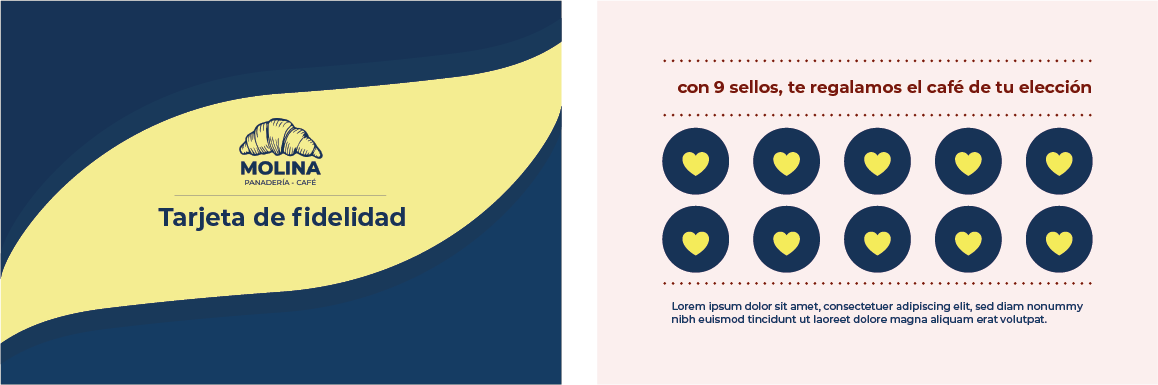 MOLINA
PANADERÍA - CAFÉ
Tarjeta de fidelidad
con 9 sellos, te regalamos el café de tu elección
Lorem ipsum dolor sit amet, consectetuer adipiscing elit, sed diam nonummy
nibh euismod tincidunt ut laoreet dolore magna aliquam erat volutpat.